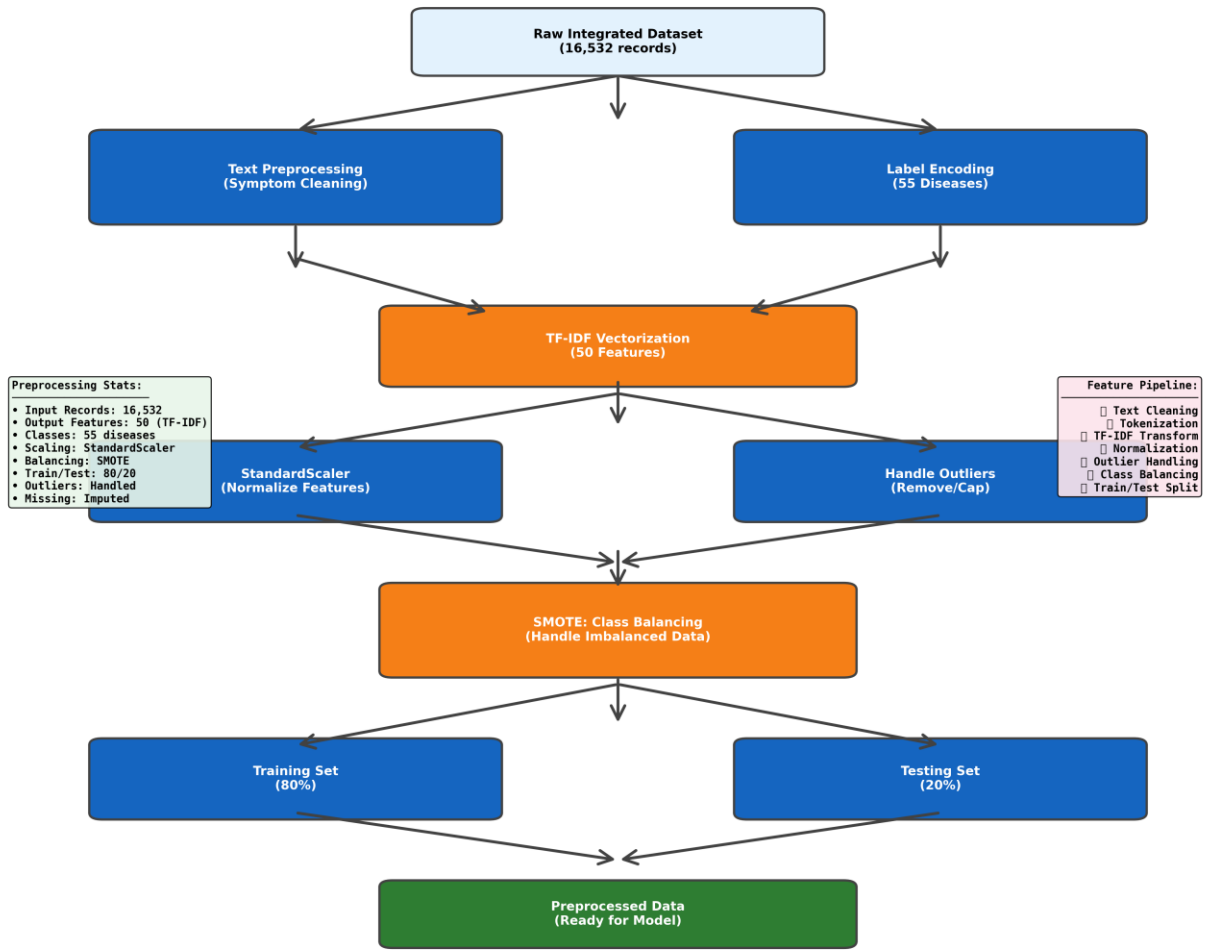 Raw Integrated Dataset
(16,532 records)
Text Preprocessing
(Symptom Cleaning)
Label Encoding
(55 Diseases)
TF-IDF Vectorization
(50 Features)
Preprocessing Stats:
• Input Records: 16,532
• Output Features: 50 (TF-IDF)
• Classes: 55 diseases
• Scaling: StandardScaler
• Balancing: SMOTE
• Train/Test: 80/20
• Outliers: Handled
• Missing: Imputed
StandardScaler
(Normalize Features)
Handle Outliers
(Remove/Cap)
Feature Pipeline:
▯ Text Cleaning
▯ Tokenization
▯ TF-IDF Transform
▯ Normalization
▯ Outlier Handling
▯ Class Balancing
▯ Train/Test Split
SMOTE: Class Balancing
(Handle Imbalanced Data)
Training Set
(80%)
Testing Set
(20%)
Preprocessed Data
(Ready for Model)